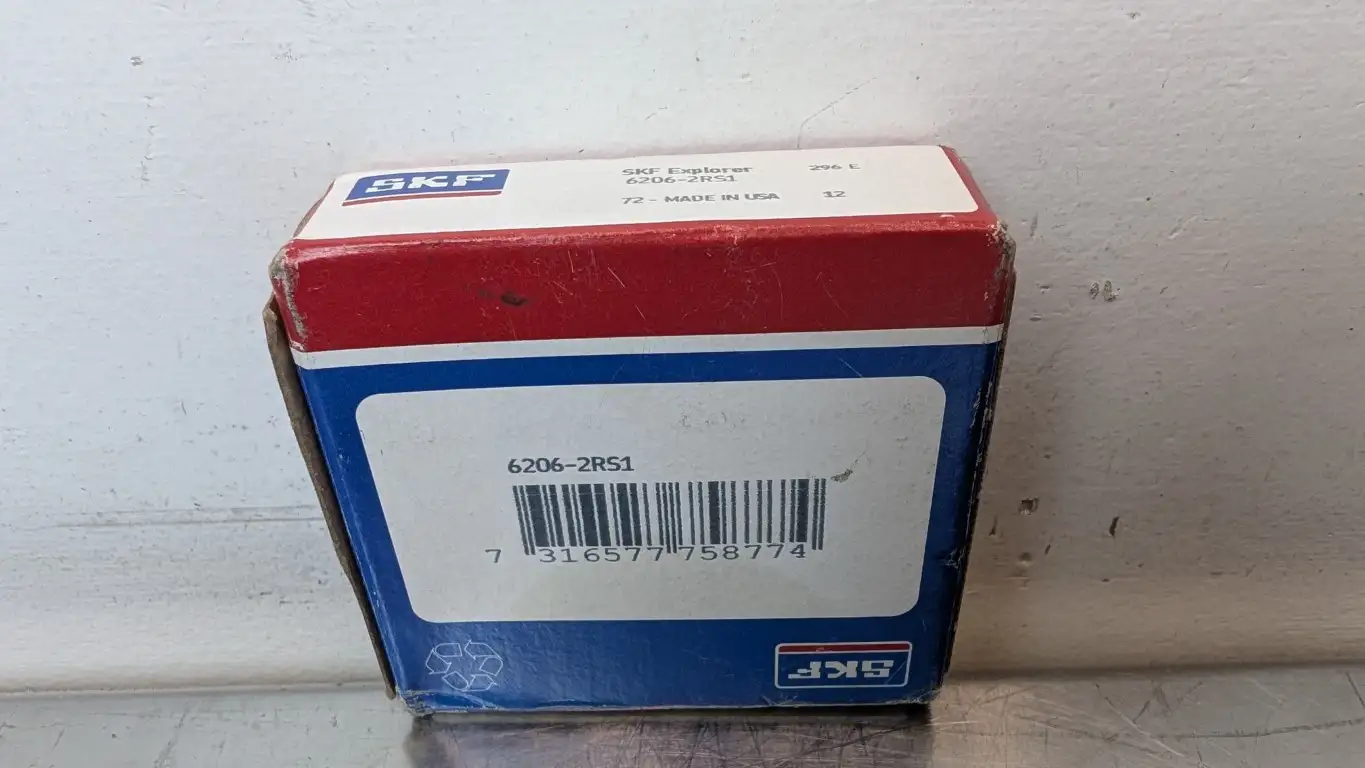 SKF
SKF Explorer
296 E
6206-2RS1
72 - MADE IN USA
12
6206-2RS1
7 316577 758774
SKF